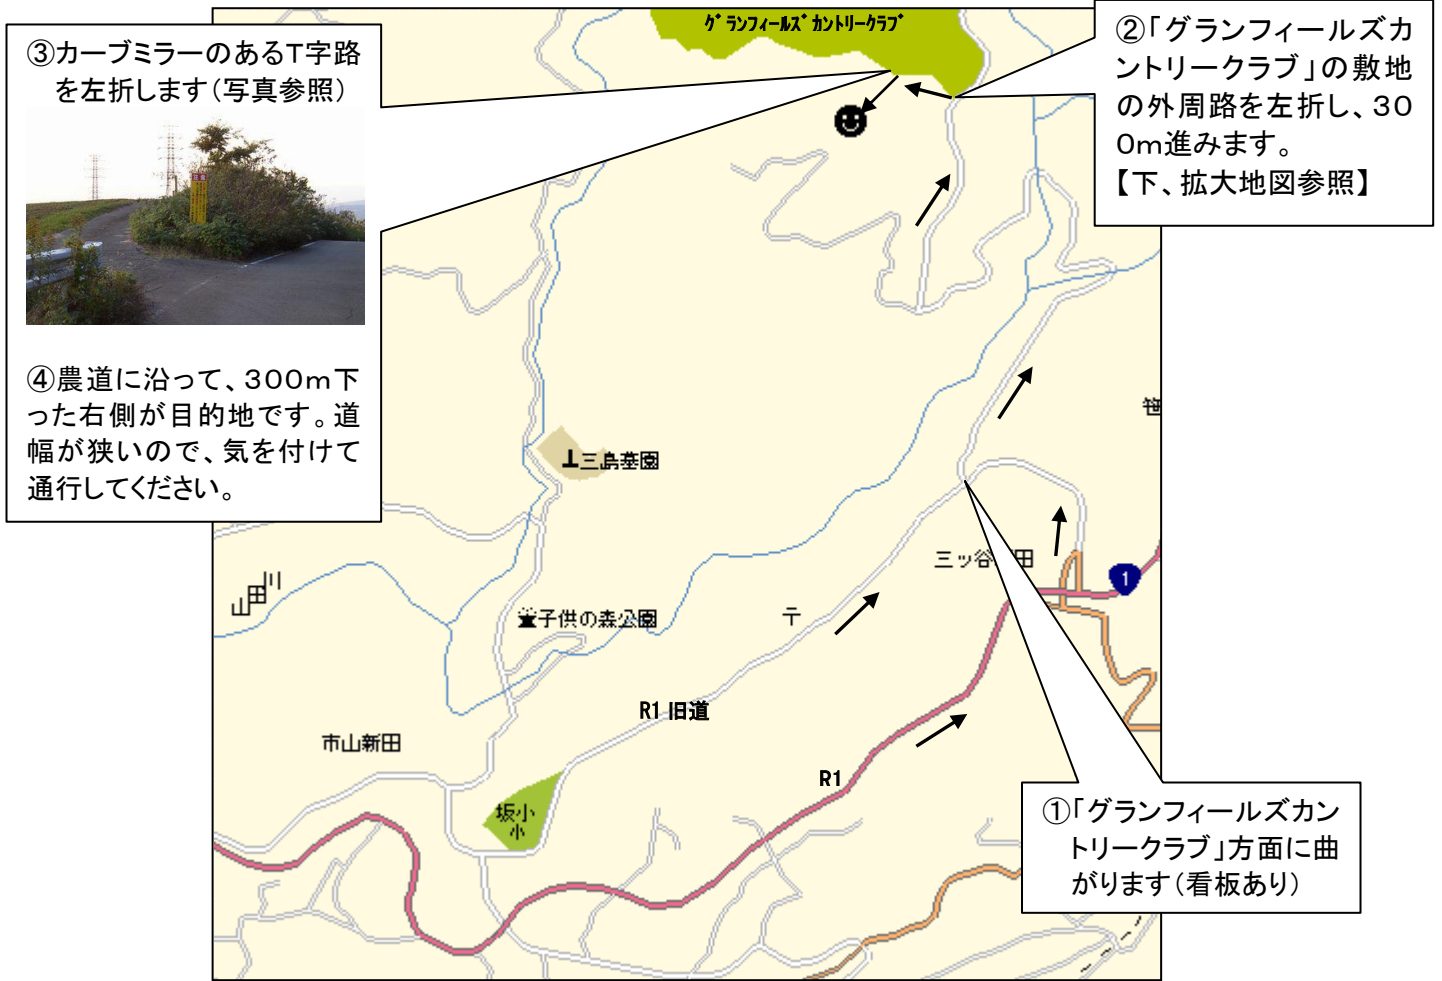 グランフィールズカントリークラブ
③カーブミラーのあるT字路
を左折します(写真参照)
④農道に沿って、300m下
った右側が目的地です。道
幅が狭いので、気を付けて
通行してください。
②「グランフィールズカ
ントリークラブ」の敷地
の外周路を左折し、30
0m進みます。
【下、拡大地図参照】
笹
三島墓園
三ッ谷
田
1
山田川
子供の森公園
〒
R1 旧道
市山新田
R1
坂小
小
①「グランフィールズカン
トリークラブ」方面に曲
がります(看板あり)